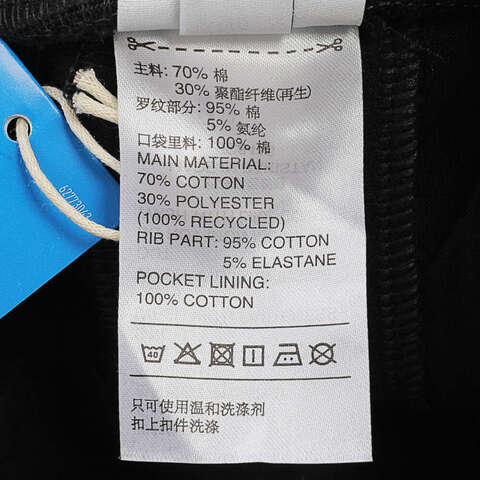 主料: 70% 棉
30% 聚酯纤维(再生)
罗纹部分: 95% 棉
5% 氨纶
口袋里料: 100% 棉
MAIN MATERIAL:
70% COTTON
30% POLYESTER
(100% RECYCLED)
RIB PART: 95% COTTON
5% ELASTANE
POCKET LINING:
100% COTTON
40
只可使用温和洗涤剂
扣上扣件洗涤